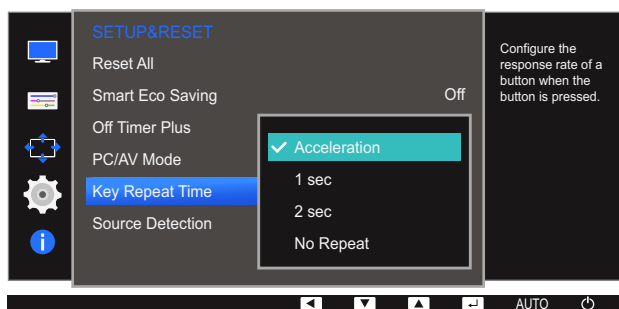 SETUP&RESET
Reset All
Smart Eco Saving Off
Off Timer Plus
PC/AV Mode
Key Repeat Time
Source Detection
Acceleration
1 sec
2 sec
No Repeat
Configure the
response rate of a
button when the
button is pressed.
AUTO